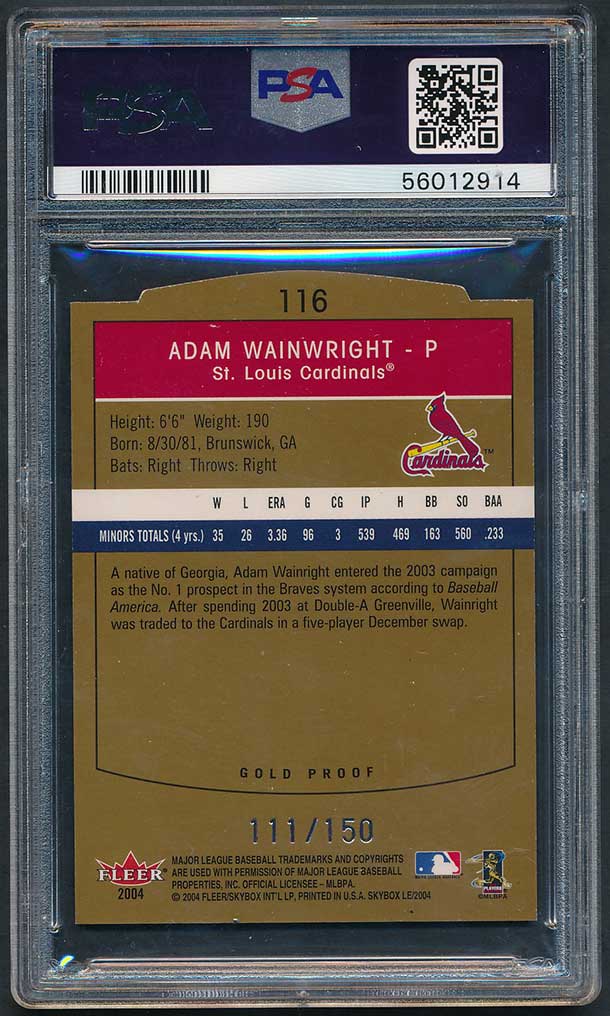 PSA
PSA
56012914
116
ADAM WAINWRIGHT - P
St. Louis Cardinals®
Height: 6'6" Weight: 190
Born: 8/30/81, Brunswick, GA
Bats: Right Throws: Right
Cardinals™
W L ERA G CG IP H BB SO BAA
MINORS TOTALS (4 yrs.) 35 26 3.36 96 3 539 469 163 560 .233
A native of Georgia, Adam Wainright entered the 2003 campaign
as the No. 1 prospect in the Braves system according to Baseball
America. After spending 2003 at Double-A Greenville, Wainright
was traded to the Cardinals in a five-player December swap.
GOLD PROOF
111/150
FLEER
2004
MAJOR LEAGUE BASEBALL TRADEMARKS AND COPYRIGHTS
ARE USED WITH PERMISSION OF MAJOR LEAGUE BASEBALL
PROPERTIES, INC. OFFICIAL LICENSEE – MLBPA.
© 2004 FLEER/SKYBOX INT'L LP, PRINTED IN U.S.A. SKYBOX LE/2004
PLAYERS
©MLBPA